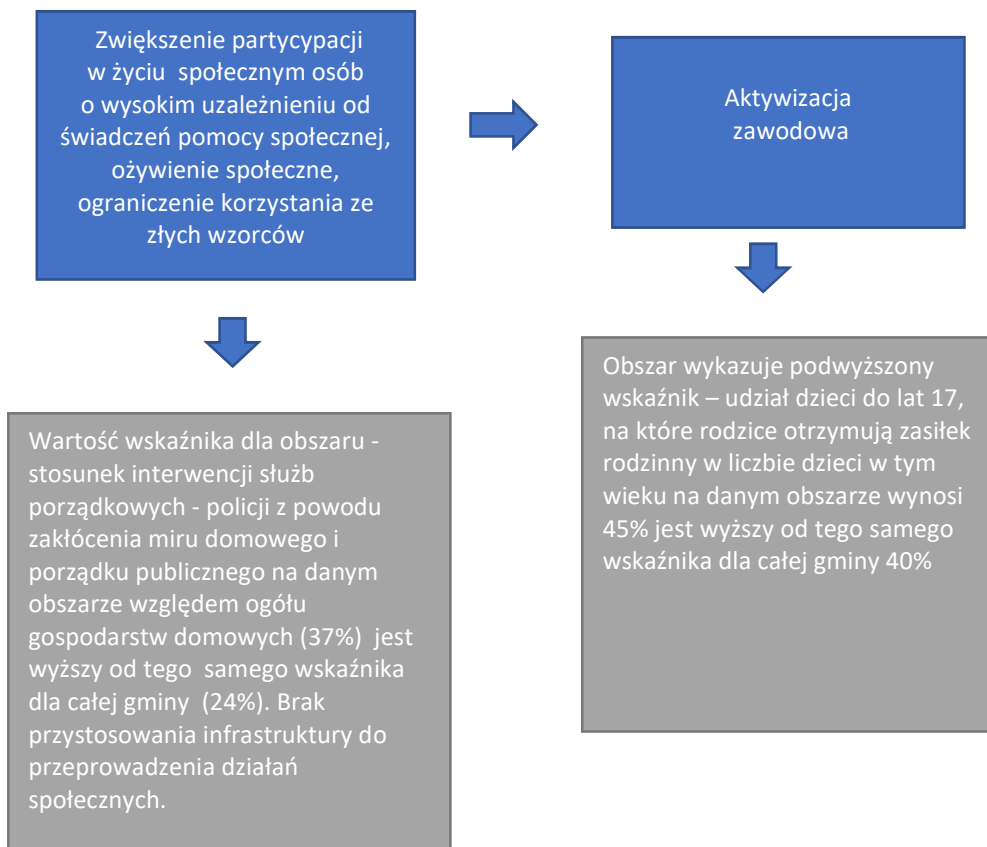 Zwiększenie partycypacji
w życiu społecznym osób
o wysokim uzależnieniu od
świadczeń pomocy społecznej,
ożywienie społeczne,
ograniczenie korzystania ze
złych wzorców
Aktywizacja
zawodowa
Wartość wskaźnika dla obszaru -
stosunek interwencji służb
porządkowych - policji z powodu
zakłócenia miru domowego i
porządku publicznego na danym
obszarze względem ogółu
gospodarstw domowych (37%) jest
wyższy od tego samego wskaźnika
dla całej gminy (24%). Brak
przystosowania infrastruktury do
przeprowadzenia działań
społecznych.
Obszar wykazuje podwyższony
wskaźnik – udział dzieci do lat 17,
na które rodzice otrzymują zasiłek
rodzinny w liczbie dzieci w tym
wieku na danym obszarze wynosi
45% jest wyższy od tego samego
wskaźnika dla całej gminy 40%